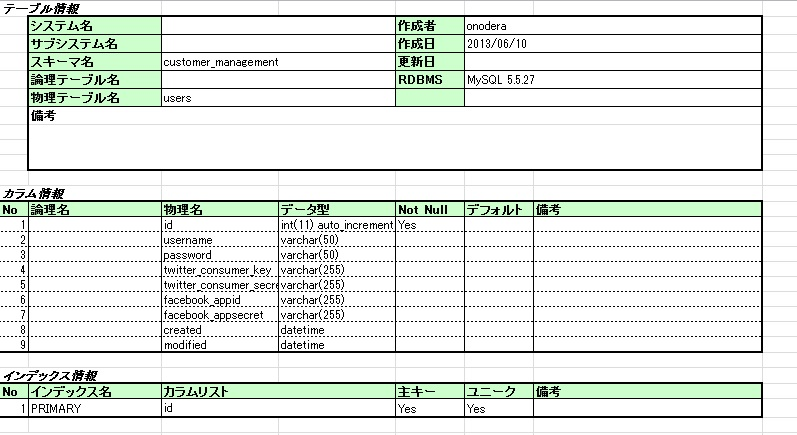 テーブル情報
システム名 作成者 onodera
サブシステム名 作成日 2013/06/10
スキーマ名 customer_management 更新日
論理テーブル名 RDBMS MySQL 5.5.27
物理テーブル名 users
備考
カラム情報
No 論理名 物理名 データ型 Not Null デフォルト 備考
1 id int(11) auto_increment Yes
2 username varchar(50)
3 password varchar(50)
4 twitter_consumer_key varchar(255)
5 twitter_consumer_secre varchar(255)
6 facebook_appid varchar(255)
7 facebook_appsecret varchar(255)
8 created datetime
9 modified datetime
インデックス情報
No インデックス名 カラムリスト 主キー ユニーク 備考
1 PRIMARY id Yes Yes